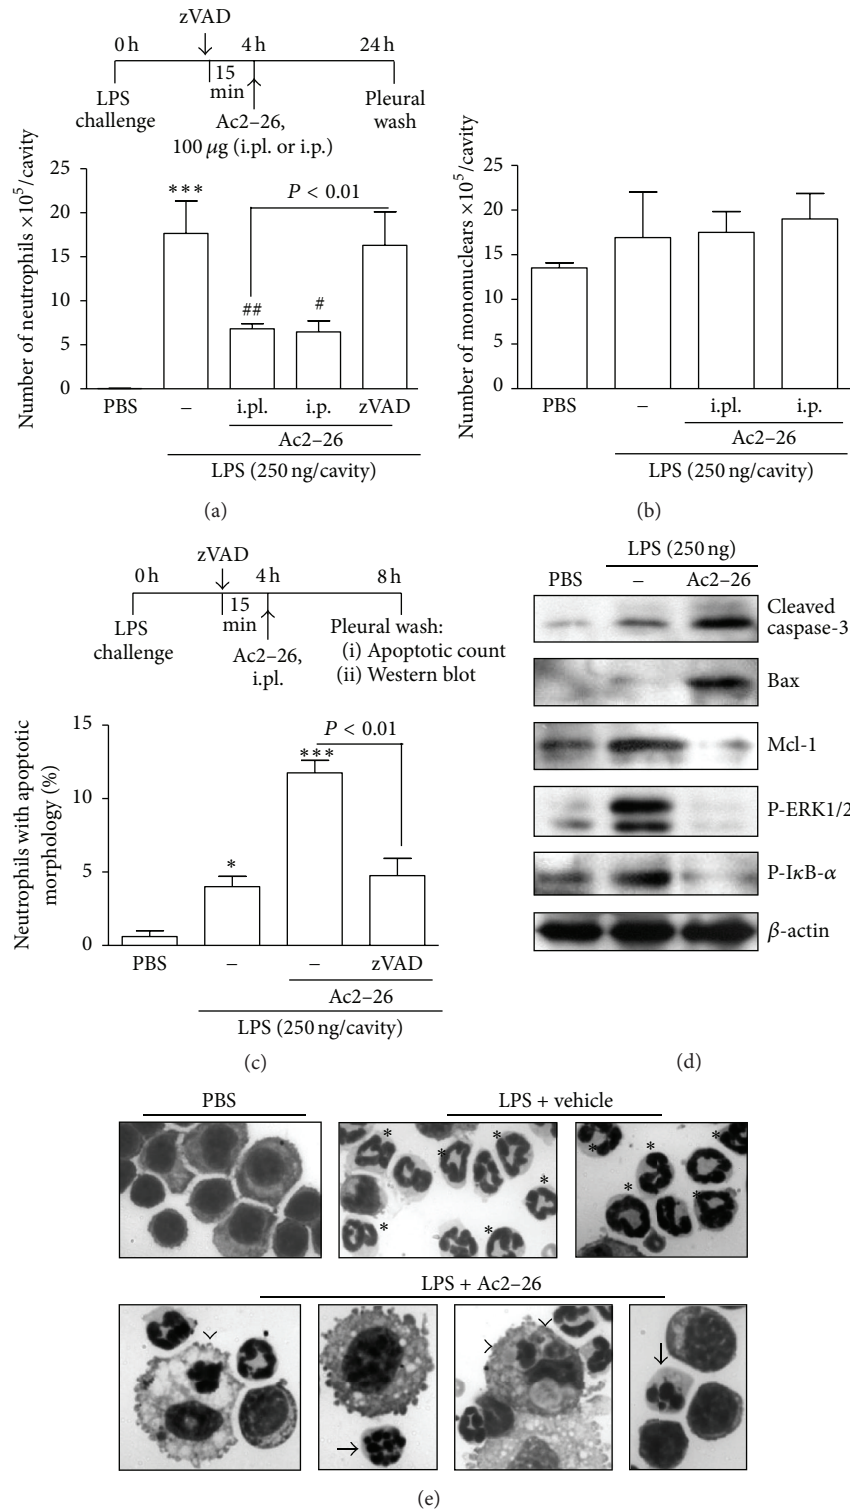 zVAD
0 h 4 h 24 h
15
min
LPS
challenge
Pleural
wash
Ac2–26,
100 μg (i.pl. or i.p.)
Number of neutrophils ×10⁵/cavity
25
20
15
10
5
0
***
P < 0.01
##
#
PBS – i.pl. i.p. zVAD
Ac2–26
LPS (250 ng/cavity)
(a)
Number of mononuclears ×10⁵/cavity
25
20
15
10
5
0
PBS – i.pl. i.p.
Ac2–26
LPS (250 ng/cavity)
(b)
zVAD
0 h 4 h 8 h
15
min
LPS
challenge
Ac2–26,
i.pl.
Pleural wash:
(i) Apoptotic count
(ii) Western blot
Neutrophils with apoptotic
morphology (%)
15
10
5
0
*
***
P < 0.01
PBS – – zVAD
Ac2–26
LPS (250 ng/cavity)
(c)
LPS (250 ng)
PBS – Ac2–26
Cleaved
caspase-3
Bax
Mcl-1
P-ERK1/2
P-IκB-α
β-actin
(d)
PBS LPS + vehicle
* * * * * * *
* * * * *
LPS + Ac2–26
(e)